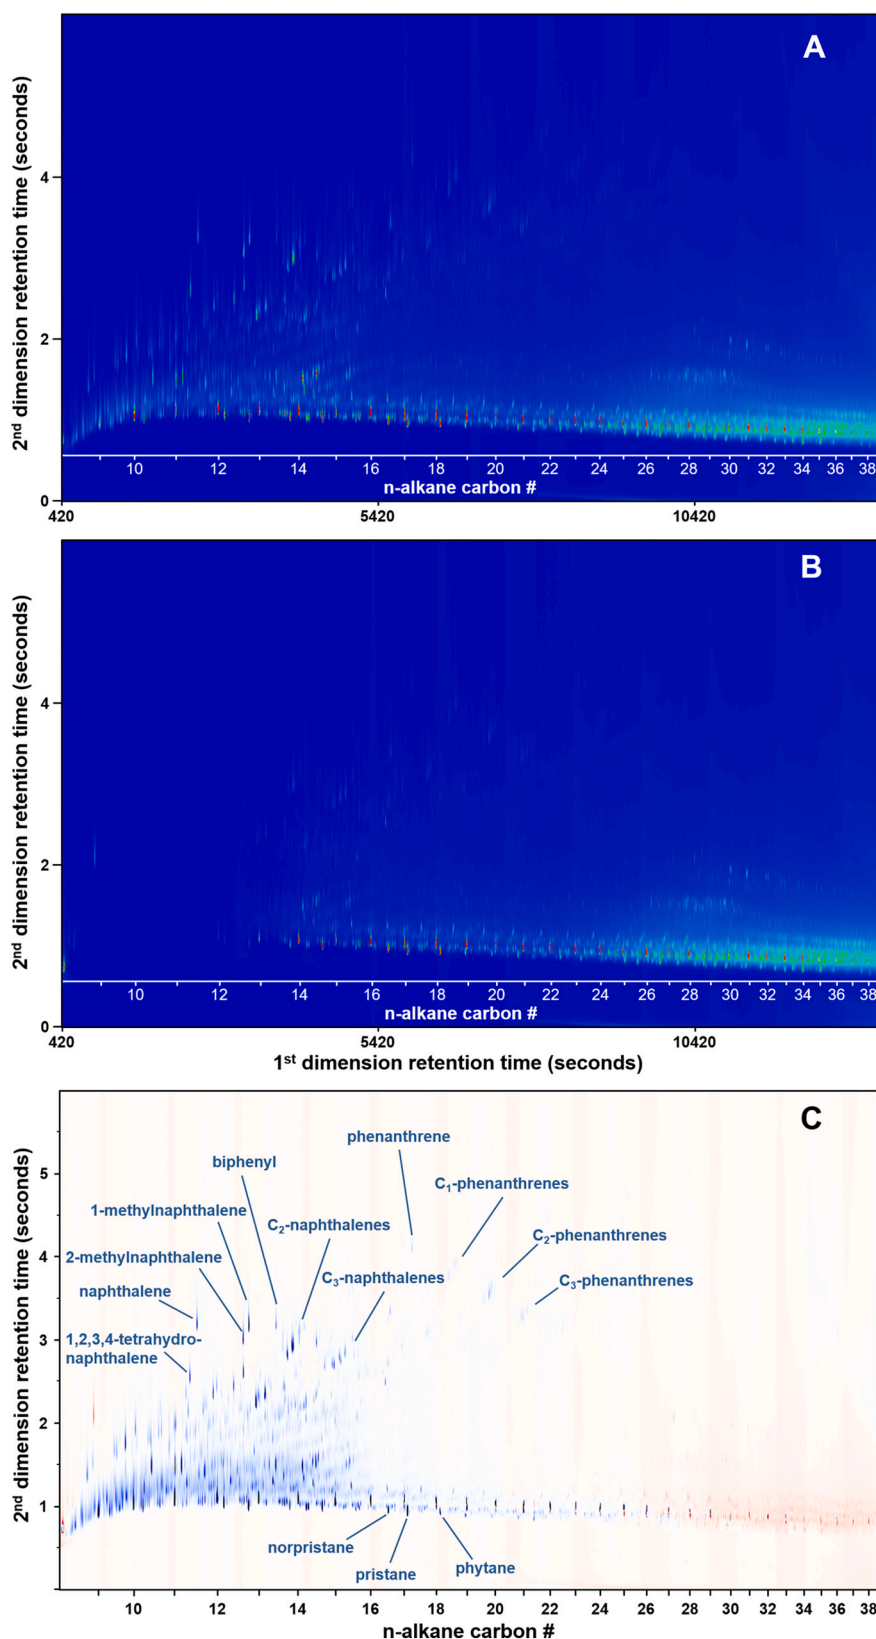 A
2nd dimension retention time (seconds)
4
2
0
10 12 14 16 18 20 22 24 26 28 30 32 34 36 38
n-alkane carbon #
420 5420 10420
B
2nd dimension retention time (seconds)
4
2
0
10 12 14 16 18 20 22 24 26 28 30 32 34 36 38
n-alkane carbon #
420 5420 10420
1st dimension retention time (seconds)
C
2nd dimension retention time (seconds)
5
4
3
2
1
phenanthrene
biphenyl
C1-phenanthrenes
1-methylnaphthalene
C2-naphthalenes
C2-phenanthrenes
2-methylnaphthalene
C3-naphthalenes
C3-phenanthrenes
naphthalene
1,2,3,4-tetrahydro-
naphthalene
norpristane
pristane
phytane
10 12 14 16 18 20 22 24 26 28 30 32 34 36 38
n-alkane carbon #